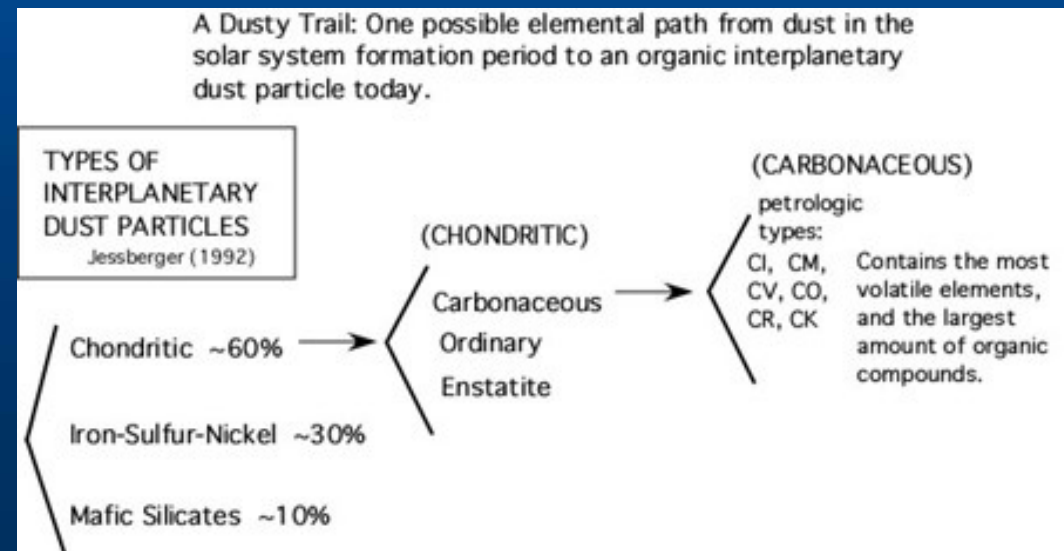 A Dusty Trail: One possible elemental path from dust in the
solar system formation period to an organic interplanetary
dust particle today.
TYPES OF
INTERPLANETARY
DUST PARTICLES
Jessberger (1992)
Chondritic ~60%
Iron-Sulfur-Nickel ~30%
Mafic Silicates ~10%
(CHONDRITIC)
Carbonaceous
Ordinary
Enstatite
(CARBONACEOUS)
petrologic
types:
CI, CM,
CV, CO,
CR, CK
Contains the most
volatile elements,
and the largest
amount of organic
compounds.